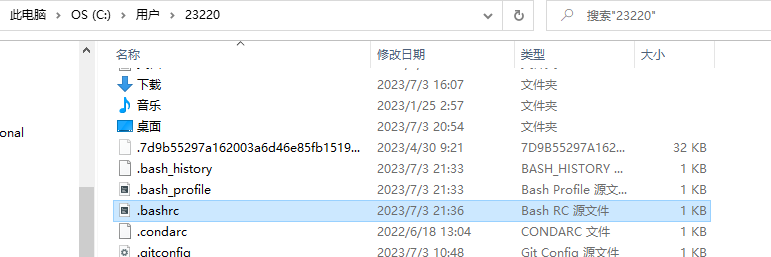 此电脑 > OS (C:) > 用户 > 23220
搜索"23220"
名称 修改日期 类型 大小
下载 2023/7/3 16:07 文件夹
音乐 2023/1/25 2:57 文件夹
桌面 2023/7/3 20:54 文件夹
onal
.7d9b55297a162003a6d46e85fb1519... 2023/4/30 9:21 7D9B55297A162... 32 KB
.bash_history 2023/7/3 21:33 BASH_HISTORY ... 1 KB
.bash_profile 2023/7/3 21:33 Bash Profile 源文... 1 KB
.bashrc 2023/7/3 21:36 Bash RC 源文件 1 KB
.condarc 2022/6/18 13:04 CONDARC 文件 1 KB
.gitconfig 2023/7/3 10:48 Git Config 源文件 1 KB